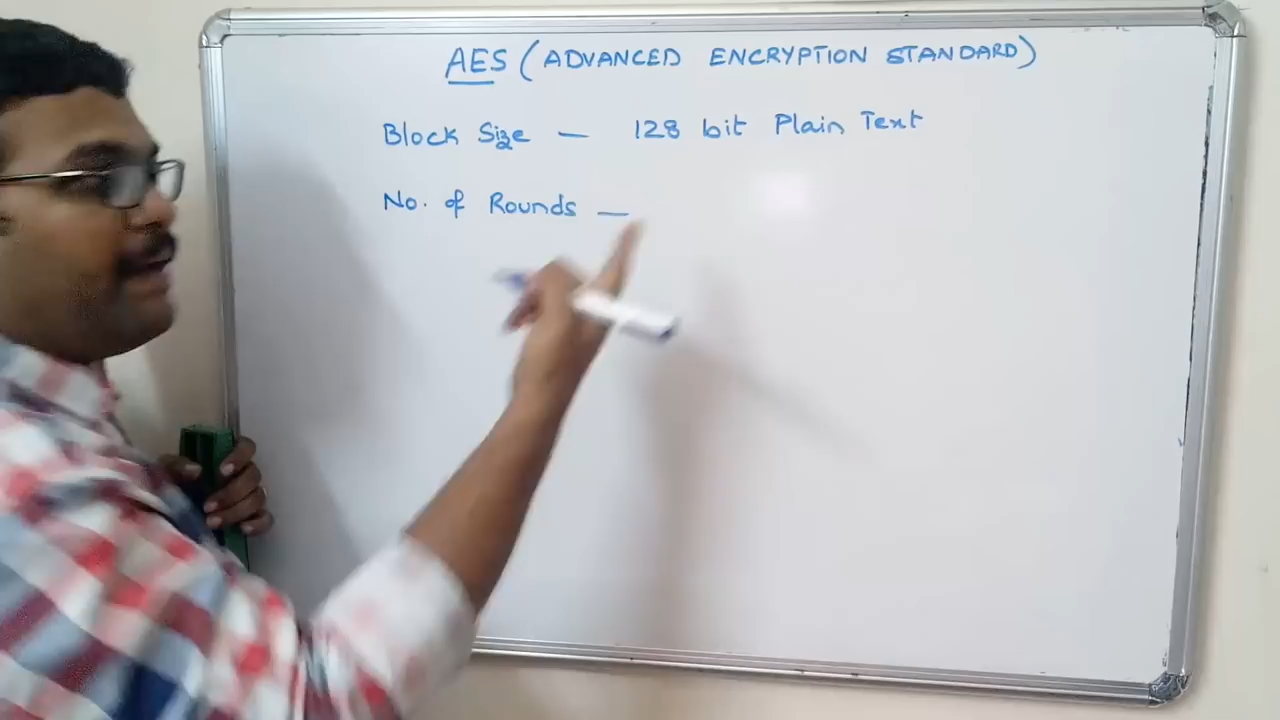 AES (ADVANCED ENCRYPTION STANDARD)
Block Size — 128 bit Plain Text
No. of Rounds —